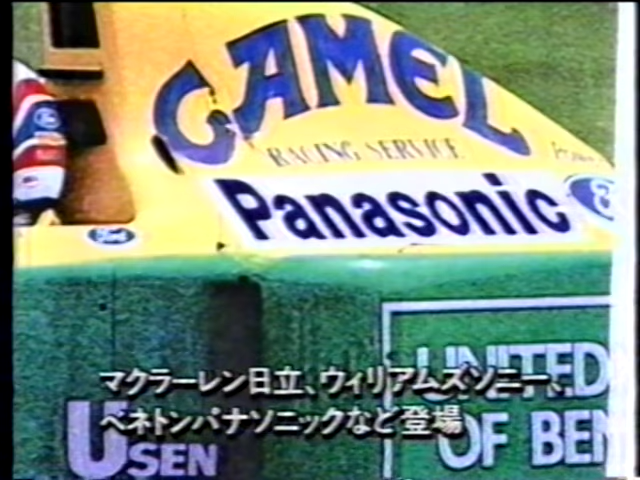 CAMEL
RACING SERVICE
Panasonic
Ford
UNITED
OF BEN
USEN
マクラーレン日立、ウィリアムズソニー、
ベネトンパナソニックなど登場